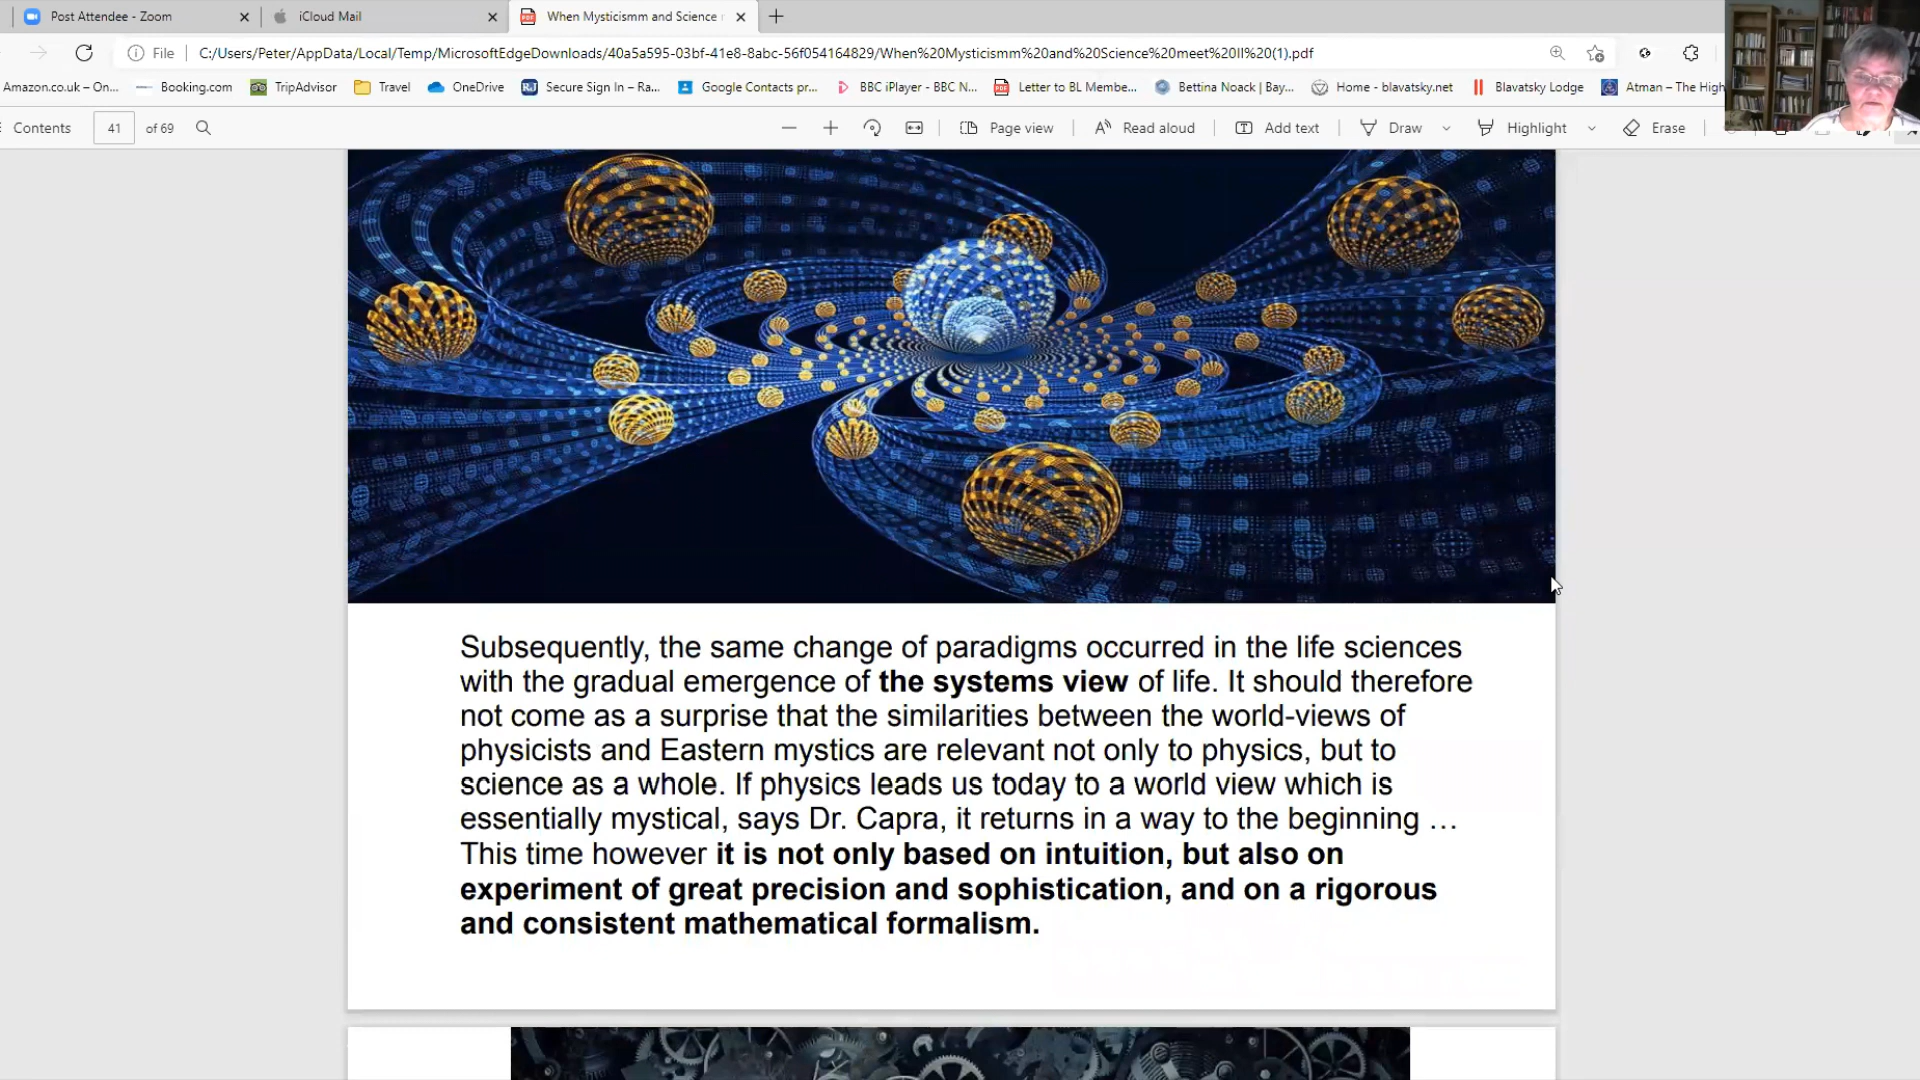 Post Attendee - Zoom
iCloud Mail
When Mysticismm and Science
File
C:/Users/Peter/AppData/Local/Temp/MicrosoftEdgeDownloads/40a5a595-03bf-41e8-8abc-56f054164829/When%20Mysticismm%20and%20Science%20meet%20II%20(1).pdf
Amazon.co.uk – On... Booking.com TripAdvisor Travel OneDrive Secure Sign In – Ra... Google Contacts pr... BBC iPlayer - BBC N... Letter to BL Membe... Bettina Noack | Bay... Home - blavatsky.net Blavatsky Lodge Atman – The High
Contents 41 of 69 Page view Read aloud Add text Draw Highlight Erase
Subsequently, the same change of paradigms occurred in the life sciences
with the gradual emergence of the systems view of life. It should therefore
not come as a surprise that the similarities between the world-views of
physicists and Eastern mystics are relevant not only to physics, but to
science as a whole. If physics leads us today to a world view which is
essentially mystical, says Dr. Capra, it returns in a way to the beginning …
This time however it is not only based on intuition, but also on
experiment of great precision and sophistication, and on a rigorous
and consistent mathematical formalism.